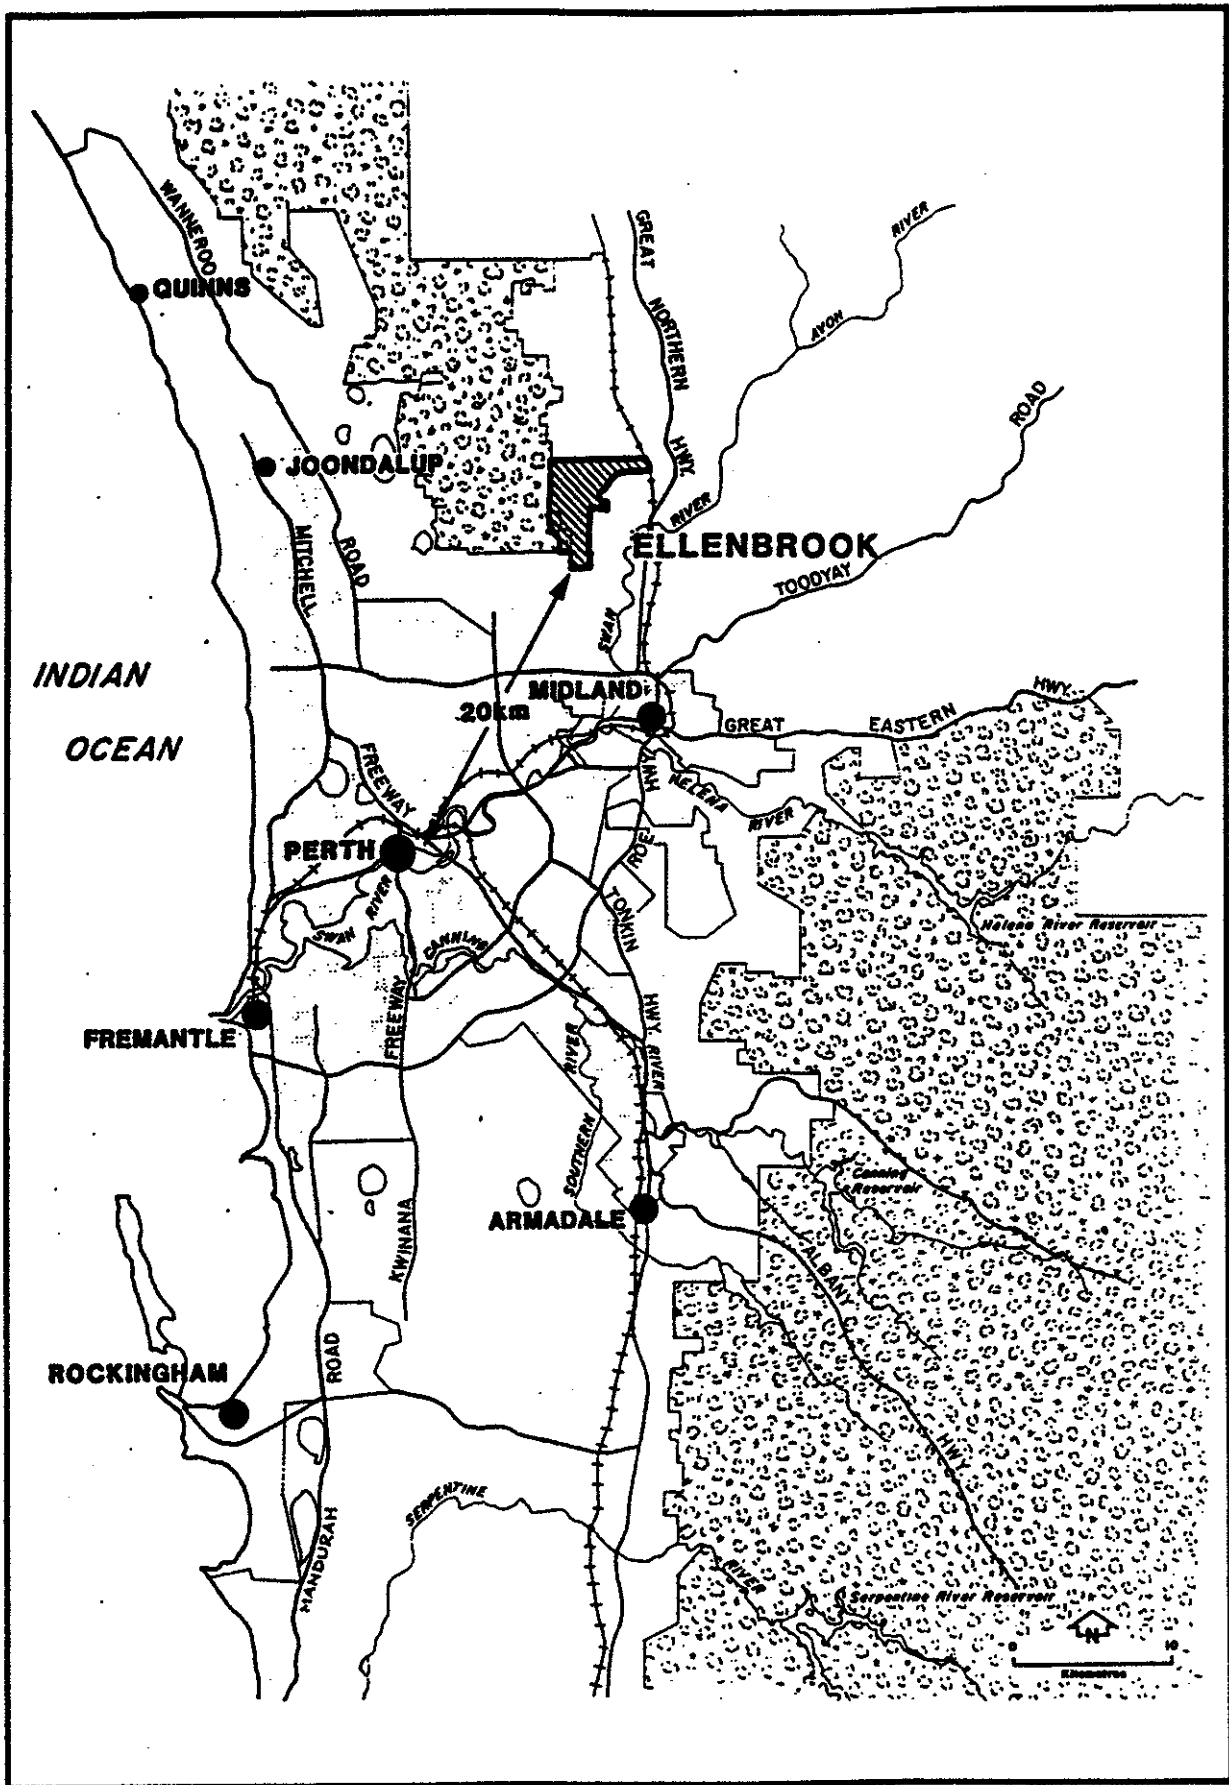 WANNEROO
QUINNS
GREAT
NORTHERN
HWY.
RIVER
AVON
ROAD
JOONDALUP
MITCHELL
ROAD
RIVER
ELLENBROOK
TOODYAY
SWAN
INDIAN
OCEAN
MIDLAND
20km
GREAT
EASTERN
HWY.
FREEWAY
HWY
HELENA
RIVER
PERTH
ROE
RIVER
SWAN
CANNING
TONKIN
Helena River Reservoir
FREMANTLE
FREEWAY
HWY
RIVER
RIVER
SOUTHERN
Canning
Reservoir
ARMADALE
KWINANA
ALBANY
ROCKINGHAM
ROAD
HWY
SERPENTINE
MANDURAH
RIVER
Serpentine River Reservoir
N
0 10
Kilometres